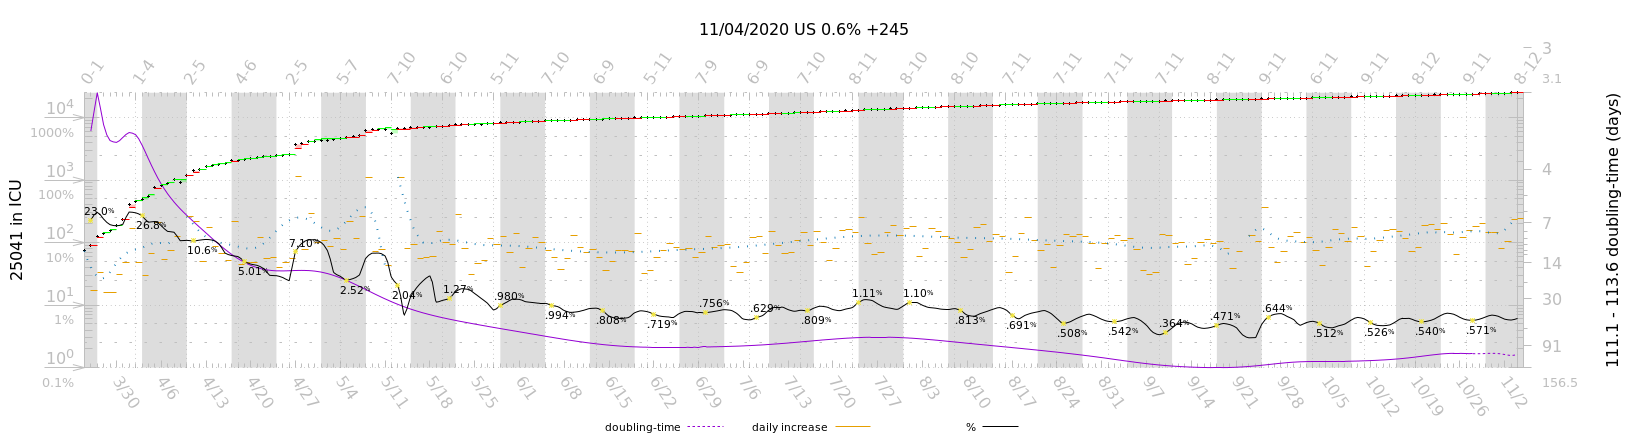 11/04/2020 US 0.6% +245
0-1 1-4 2-5 4-6 2-5 5-7 7-10 6-10 5-11 7-10 6-9 5-11 7-9 6-9 7-10 8-11 8-10 8-10 7-11 7-11 7-11 7-11 8-11 9-11 6-11 8-12 9-11 8-12
3
3.1
4
7
14
30
91
156.5
111.1 - 113.6 doubling-time (days)
25041 in ICU
10^4
1000%
10^3
100%
10^2
10%
10^1
1%
10^0
0.1%
23.0% 26.8% 10.6% 5.01% 7.10% 2.52% 2.04% 1.27% .980% .994% .808% .719% .756% .629% .809% 1.11% 1.10% .813% .691% .508% .542% .364% .471% .644% .512% .526% .540% .571%
3/30 4/6 4/13 4/20 4/27 5/4 5/11 5/18 5/25 6/1 6/8 6/15 6/22 6/29 7/6 7/13 7/20 7/27 8/3 8/10 8/17 8/24 8/31 9/7 9/14 9/21 9/28 10/5 10/12 10/19 10/26 11/2
doubling-time daily increase %